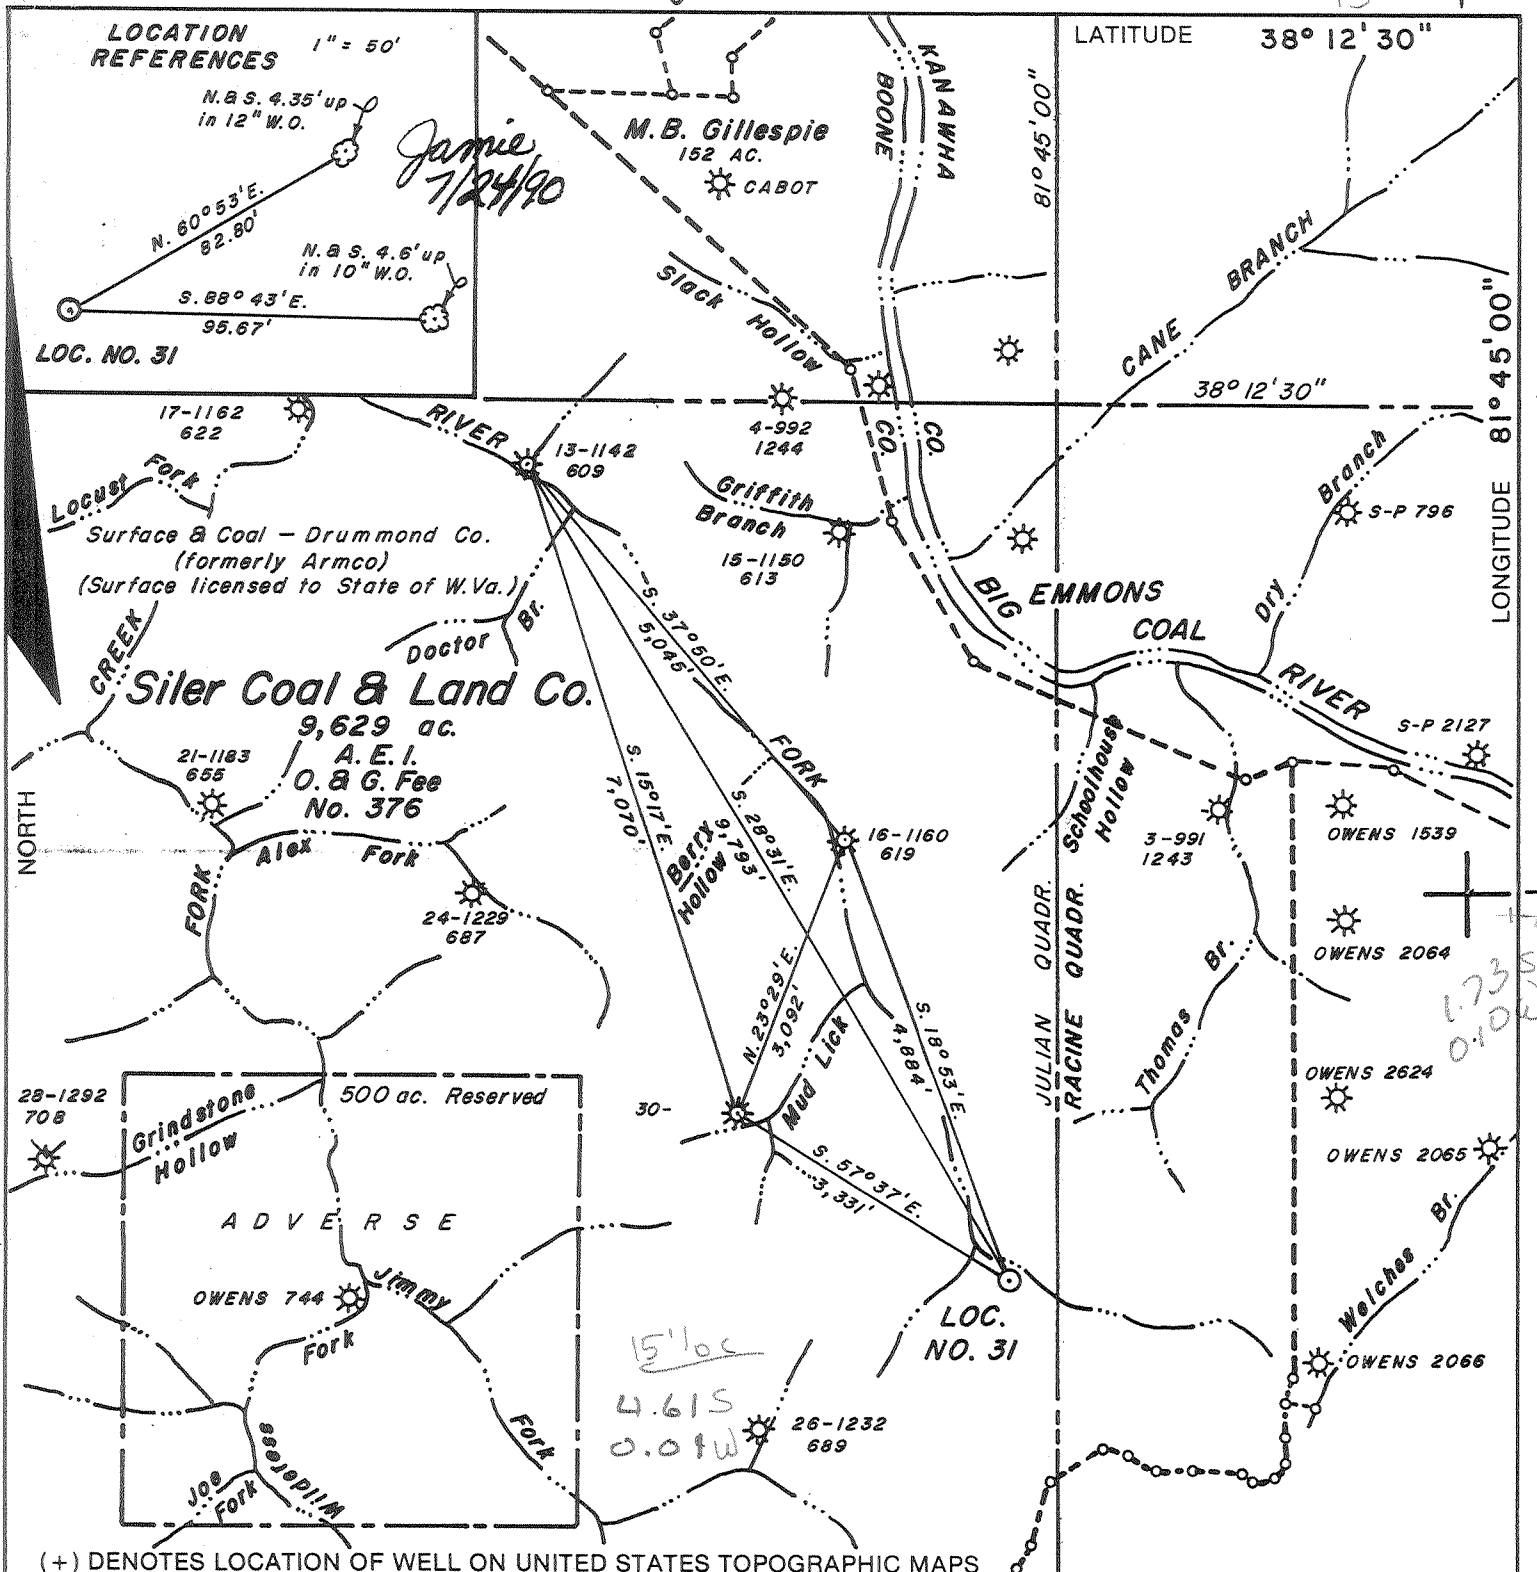 LOCATION
REFERENCES
1" = 50'
N. & S. 4.35' up
in 12" W.O.
N. 60° 53' E.
82.80'
N. & S. 4.6' up
in 10" W.O.
S. 88° 43' E.
95.67'
LOC. NO. 31
Jamie
7/24/90
M.B. Gillespie
152 AC.
CABOT
BOONE
KANAWHA
81° 45' 00"
LATITUDE 38° 12' 30"
81° 45' 00"
LONGITUDE
Slack Hollow
CANE BRANCH
38° 12' 30"
17-1162
622
RIVER
13-1142
609
4-992
1244
CO.
CO.
Locust Fork
Griffith
Branch
15-1150
613
Dry Branch
S-P 796
Surface & Coal – Drummond Co.
(formerly Armco)
(Surface licensed to State of W.Va.)
Doctor Br.
CREEK
BIG
EMMONS
COAL
RIVER
S-P 2127
Siler Coal & Land Co.
9,629 ac.
A. E. I.
O. & G. Fee
No. 376
21-1183
655
S. 37° 50' E.
5,045'
S. 15° 17' E.
7,070'
S. 28° 31' E.
9,793'
FORK
Berry
Hollow
16-1160
619
Schoolhouse
Hollow
3-991
1243
OWENS 1539
NORTH
Alex Fork
FORK
24-1229
687
N. 23° 29' E.
3,092'
S. 18° 53' E.
4,684'
Mud Lick
JULIAN QUADR.
RACINE QUADR.
OWENS 2064
Thomas Br.
1.73 S
0.10 W
OWENS 2624
28-1292
708
Grindstone
Hollow
500 ac. Reserved
30-
S. 57° 37' E.
3,331'
OWENS 2065
ADVERSE
OWENS 744
Jimmy
Fork
Fork
LOC.
NO. 31
Welches Br.
OWENS 2066
15' loc
4.61 S
0.09 W
26-1232
689
Joe
Fork
Wildcress
(+) DENOTES LOCATION OF WELL ON UNITED STATES TOPOGRAPHIC MAPS